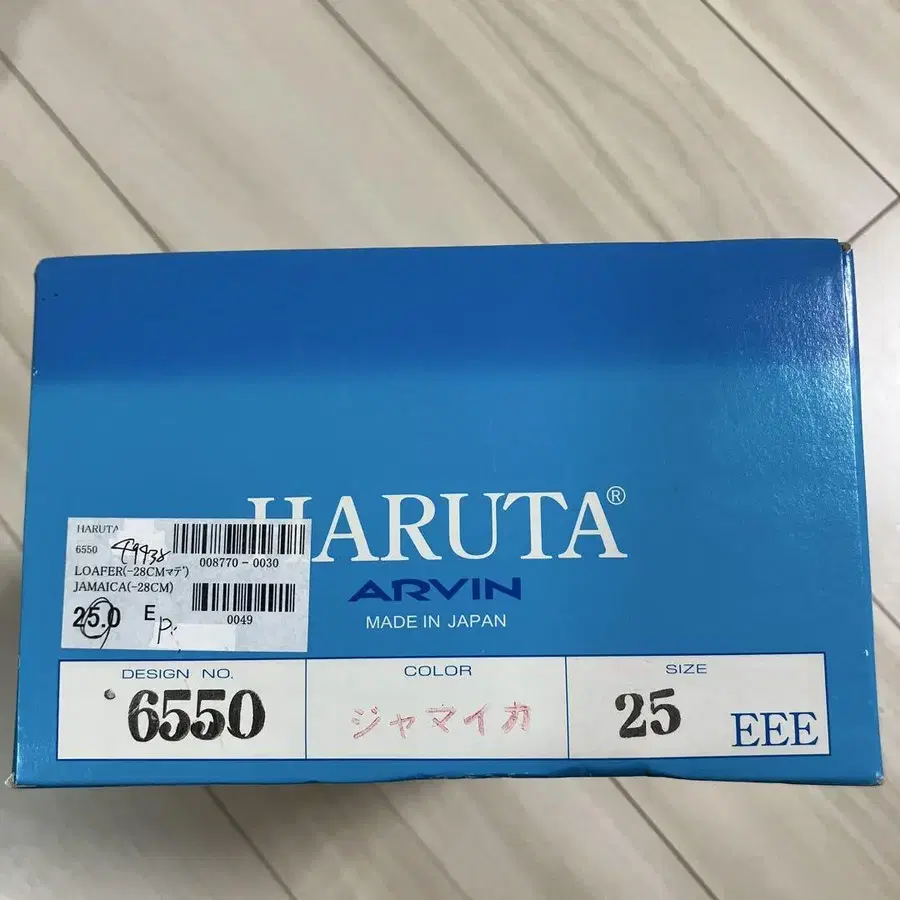 HARUTA®
ARVIN
MADE IN JAPAN
HARUTA
6550
008770-0030
LOAFER(-28CMマデ)
JAMAICA(-28CM)
25.0 E
0049
DESIGN NO.
6550
COLOR
ジャマイカ
SIZE
25 EEE